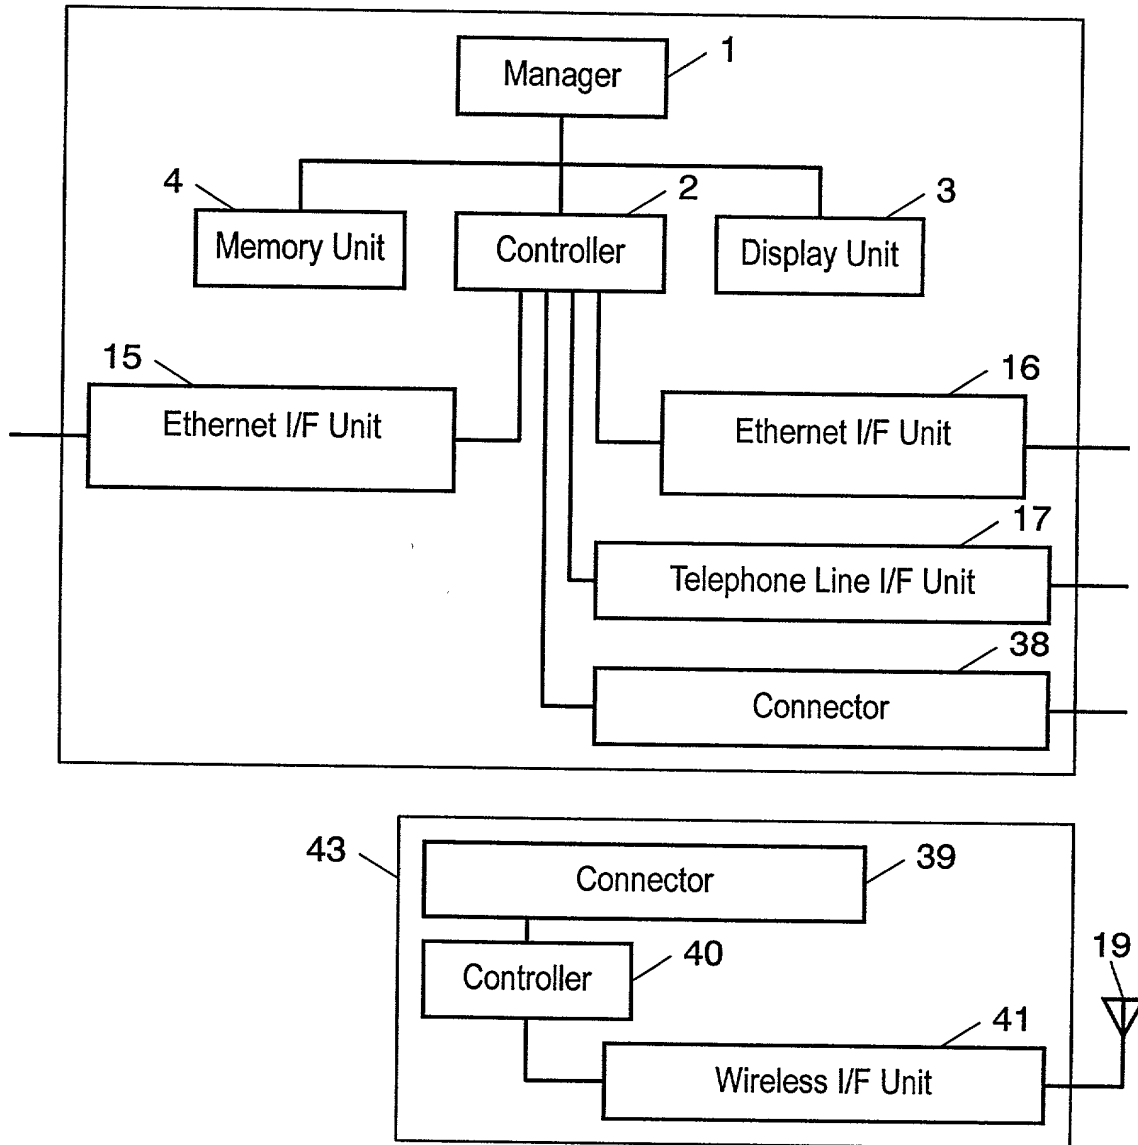 1
Manager
4
2
3
Memory Unit
Controller
Display Unit
15
16
Ethernet I/F Unit
Ethernet I/F Unit
17
Telephone Line I/F Unit
38
Connector
43
39
Connector
40
19
Controller
41
Wireless I/F Unit